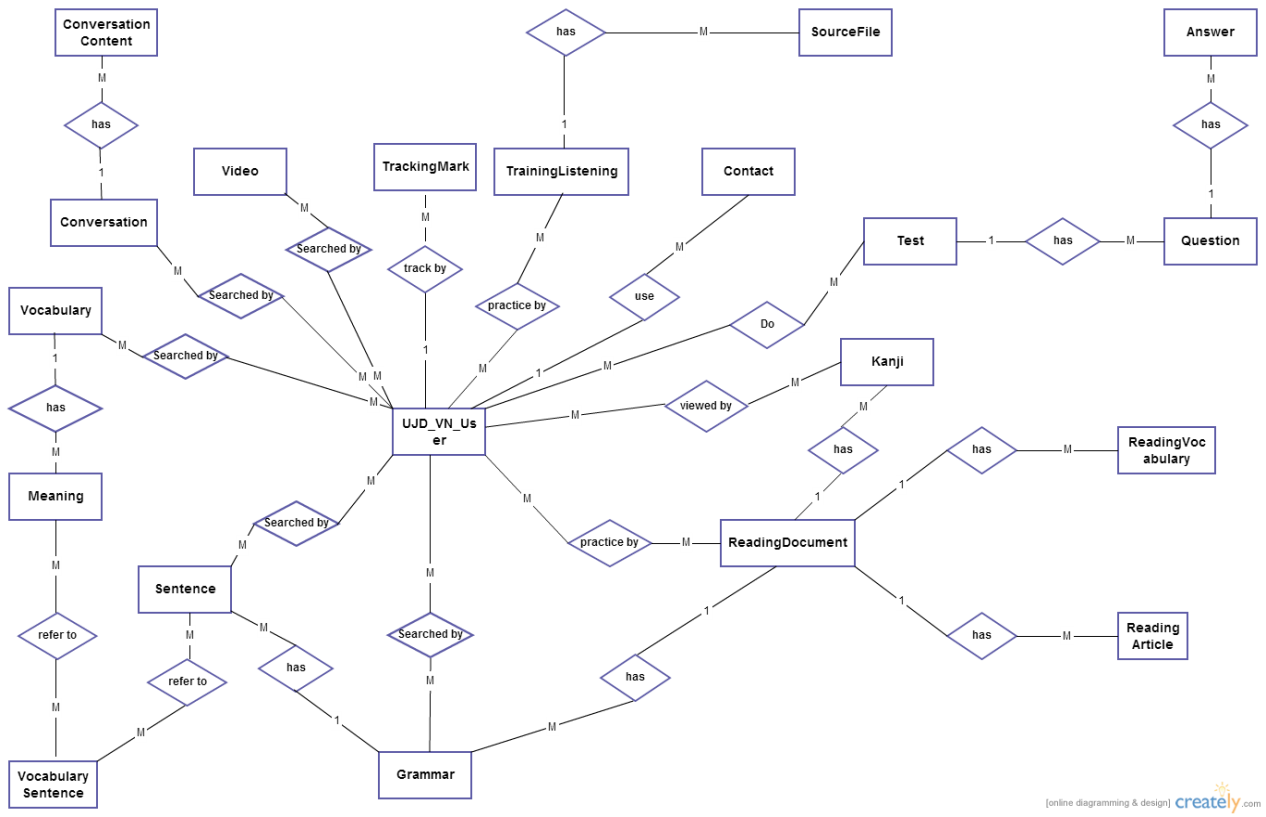 Conversation
Content
has
M
SourceFile
Answer
M
M
has
has
1
1
Video
TrackingMark
TrainingListening
Contact
1
1
Conversation
M
M
M
M
Searched by
track by
M
Test
1
has
M
Question
M
Searched by
practice by
use
M
Vocabulary
Do
M
Searched by
1
1
M
M
Kanji
M
M
M
1
M
viewed by
M
has
M
UJD_VN_Us
er
M
has
has
M
ReadingVoc
abulary
M
Meaning
M
M
1
1
Searched by
M
practice by
M
ReadingDocument
M
M
M
Sentence
1
1
refer to
M
M
Searched by
has
M
Reading
Article
has
refer to
M
has
M
M
1
M
Vocabulary
Sentence
Grammar
[online diagramming & design] creately.com